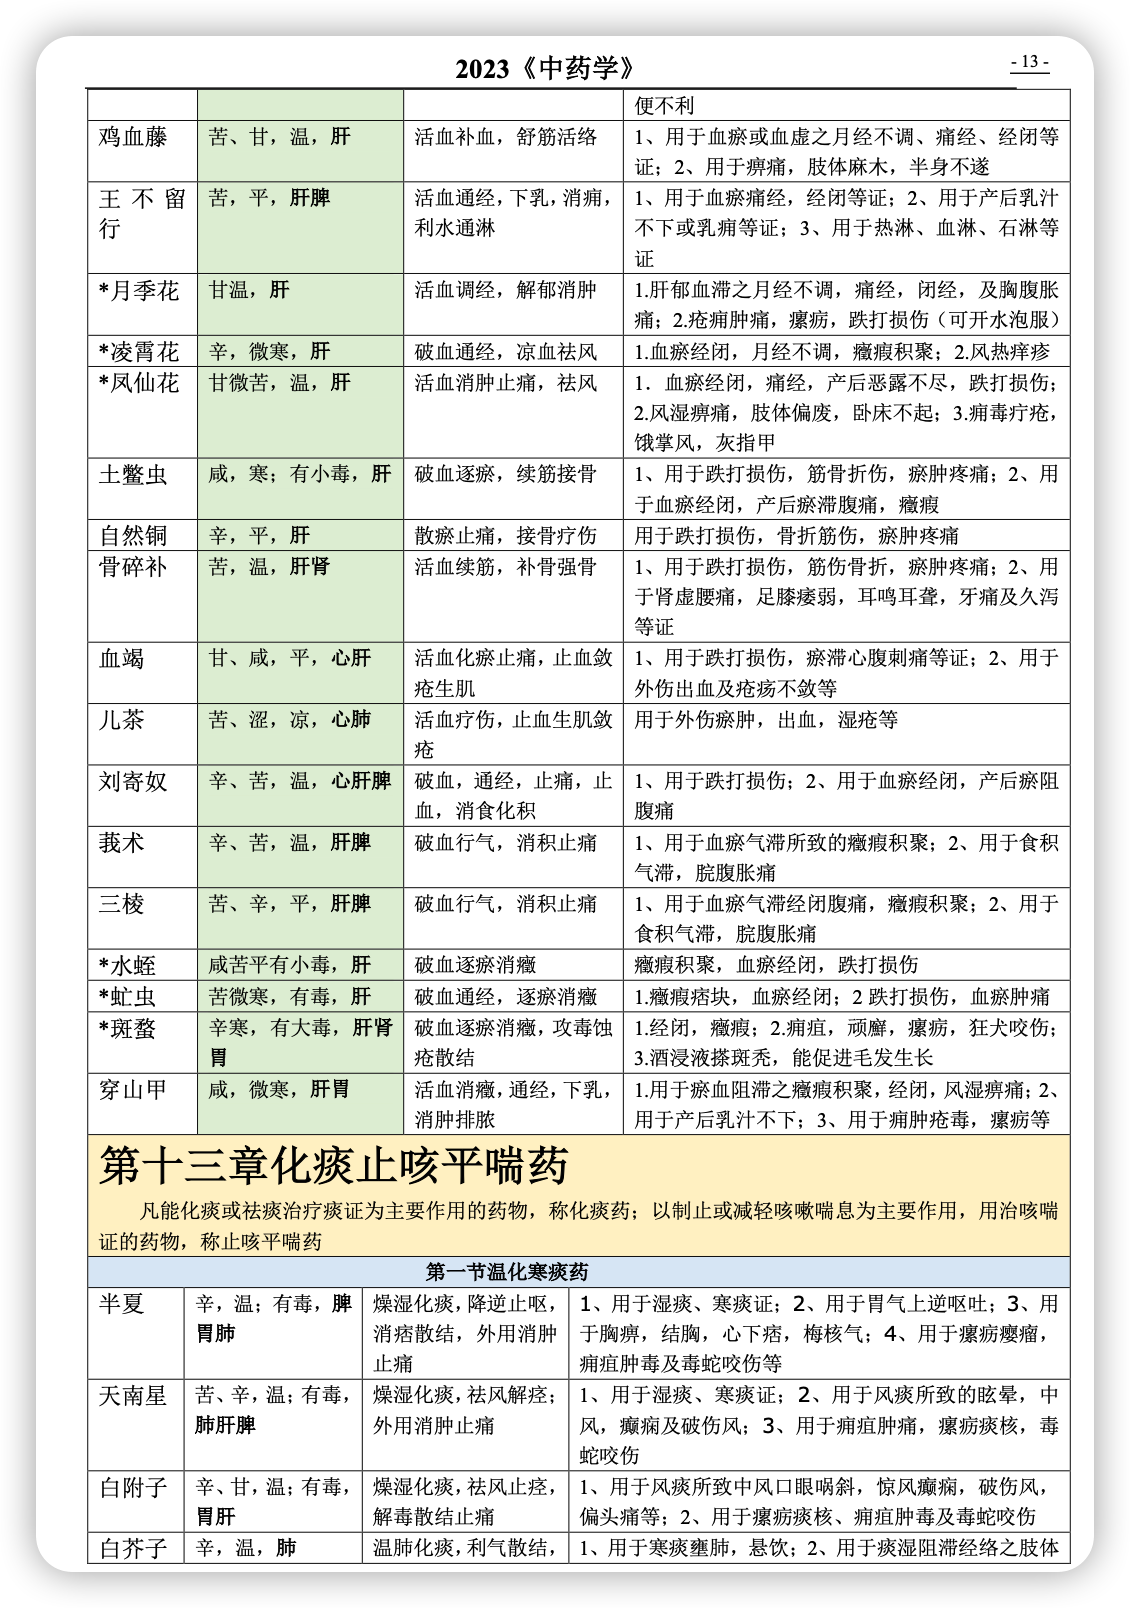 2023《中药学》
- 13 -
便不利
鸡血藤 苦、甘，温，肝 活血补血，舒筋活络 1、用于血瘀或血虚之月经不调、痛经、经闭等
证；2、用于痹痛，肢体麻木，半身不遂
王不留 苦，平，肝脾 活血通经，下乳，消痈， 1、用于血瘀痛经，经闭等证；2、用于产后乳汁
行 利水通淋 不下或乳痈等证；3、用于热淋、血淋、石淋等
证
*月季花 甘温，肝 活血调经，解郁消肿 1.肝郁血滞之月经不调，痛经，闭经，及胸腹胀
痛；2.疮痈肿痛，瘰疬，跌打损伤（可开水泡服）
*凌霄花 辛，微寒，肝 破血通经，凉血祛风 1.血瘀经闭，月经不调，癥瘕积聚；2.风热痒疹
*凤仙花 甘微苦，温，肝 活血消肿止痛，祛风 1．血瘀经闭，痛经，产后恶露不尽，跌打损伤；
2.风湿痹痛，肢体偏废，卧床不起；3.痈毒疔疮，
饿掌风，灰指甲
土鳖虫 咸，寒；有小毒，肝 破血逐瘀，续筋接骨 1、用于跌打损伤，筋骨折伤，瘀肿疼痛；2、用
于血瘀经闭，产后瘀滞腹痛，癥瘕
自然铜 辛，平，肝 散瘀止痛，接骨疗伤 用于跌打损伤，骨折筋伤，瘀肿疼痛
骨碎补 苦，温，肝肾 活血续筋，补骨强骨 1、用于跌打损伤，筋伤骨折，瘀肿疼痛；2、用
于肾虚腰痛，足膝痿弱，耳鸣耳聋，牙痛及久泻
等证
血竭 甘、咸，平，心肝 活血化瘀止痛，止血敛 1、用于跌打损伤，瘀滞心腹刺痛等证；2、用于
疮生肌 外伤出血及疮疡不敛等
儿茶 苦、涩，凉，心肺 活血疗伤，止血生肌敛 用于外伤瘀肿，出血，湿疮等
疮
刘寄奴 辛、苦，温，心肝脾 破血，通经，止痛，止 1、用于跌打损伤；2、用于血瘀经闭，产后瘀阻
血，消食化积 腹痛
莪术 辛、苦，温，肝脾 破血行气，消积止痛 1、用于血瘀气滞所致的癥瘕积聚；2、用于食积
气滞，脘腹胀痛
三棱 苦、辛，平，肝脾 破血行气，消积止痛 1、用于血瘀气滞经闭腹痛，癥瘕积聚；2、用于
食积气滞，脘腹胀痛
*水蛭 咸苦平有小毒，肝 破血逐瘀消癥 癥瘕积聚，血瘀经闭，跌打损伤
*虻虫 苦微寒，有毒，肝 破血通经，逐瘀消癥 1.癥瘕痞块，血瘀经闭；2 跌打损伤，血瘀肿痛
*斑蝥 辛寒，有大毒，肝肾 破血逐瘀消癥，攻毒蚀 1.经闭，癥瘕；2.痈疽，顽癣，瘰疬，狂犬咬伤；
胃 疮散结 3.酒浸液搽斑秃，能促进毛发生长
穿山甲 咸，微寒，肝胃 活血消癥，通经，下乳， 1.用于瘀血阻滞之癥瘕积聚，经闭，风湿痹痛；2、
消肿排脓 用于产后乳汁不下；3、用于痈肿疮毒，瘰疬等
第十三章化痰止咳平喘药
凡能化痰或祛痰治疗痰证为主要作用的药物，称化痰药；以制止或减轻咳嗽喘息为主要作用，用治咳喘
证的药物，称止咳平喘药
第一节温化寒痰药
半夏 辛，温；有毒，脾 燥湿化痰，降逆止呕， 1、用于湿痰、寒痰证；2、用于胃气上逆呕吐；3、用
胃肺 消痞散结，外用消肿 于胸痹，结胸，心下痞，梅核气；4、用于瘰疬瘿瘤，
止痛 痈疽肿毒及毒蛇咬伤等
天南星 苦、辛，温；有毒， 燥湿化痰，祛风解痉； 1、用于湿痰、寒痰证；2、用于风痰所致的眩晕，中
肺肝脾 外用消肿止痛 风，癫痫及破伤风；3、用于痈疽肿痛，瘰疬痰核，毒
蛇咬伤
白附子 辛、甘，温；有毒， 燥湿化痰，祛风止痉， 1、用于风痰所致中风口眼㖞斜，惊风癫痫，破伤风，
胃肝 解毒散结止痛 偏头痛等；2、用于瘰疬痰核、痈疽肿毒及毒蛇咬伤
白芥子 辛，温，肺 温肺化痰，利气散结， 1、用于寒痰壅肺，悬饮；2、用于痰湿阻滞经络之肢体